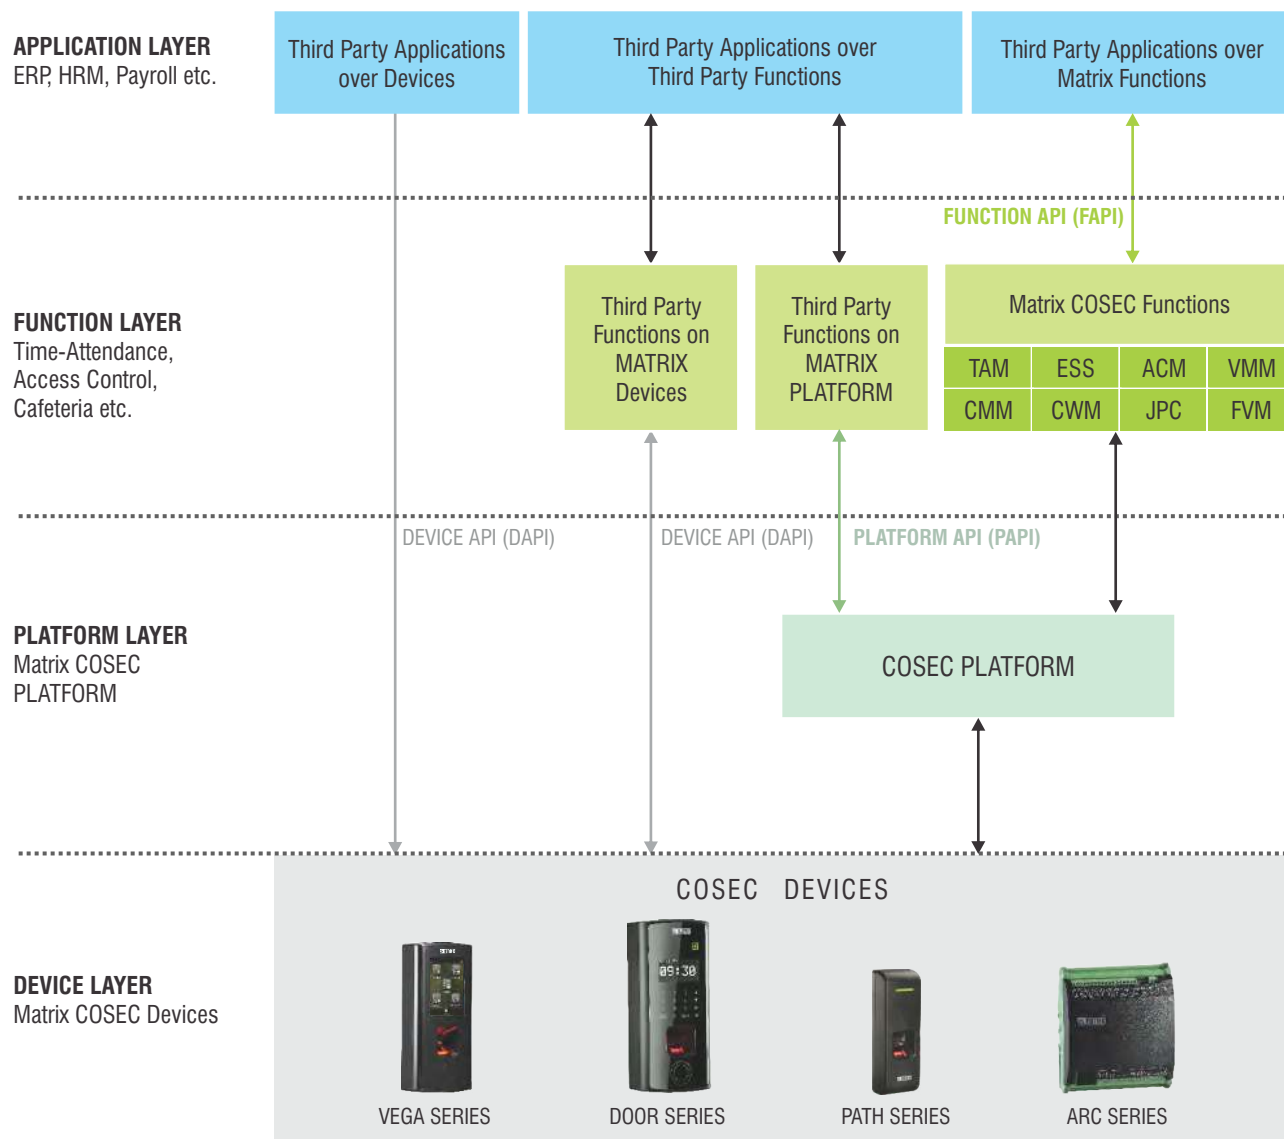 APPLICATION LAYER
ERP, HRM, Payroll etc.
Third Party Applications
over Devices
Third Party Applications over
Third Party Functions
Third Party Applications over
Matrix Functions
FUNCTION API (FAPI)
FUNCTION LAYER
Time-Attendance,
Access Control,
Cafeteria etc.
Third Party
Functions on
MATRIX
Devices
Third Party
Functions on
MATRIX
PLATFORM
Matrix COSEC Functions
TAM ESS ACM VMM
CMM CWM JPC FVM
DEVICE API (DAPI)
DEVICE API (DAPI)
PLATFORM API (PAPI)
PLATFORM LAYER
Matrix COSEC
PLATFORM
COSEC PLATFORM
COSEC DEVICES
DEVICE LAYER
Matrix COSEC Devices
09:30
VEGA SERIES
DOOR SERIES
PATH SERIES
ARC SERIES